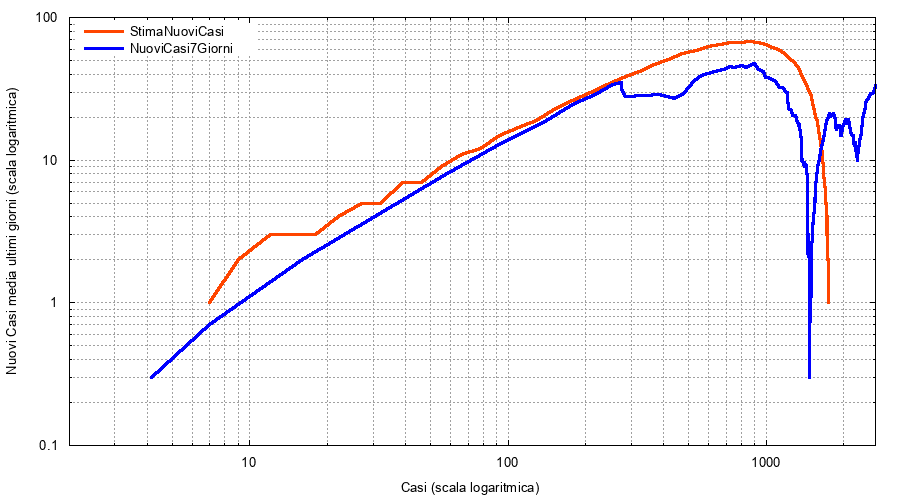 100
StimaNuoviCasi
NuoviCasi7Giorni
10
1
0.1
Nuovi Casi media ultimi giorni (scala logaritmica)
10
100
1000
Casi (scala logaritmica)